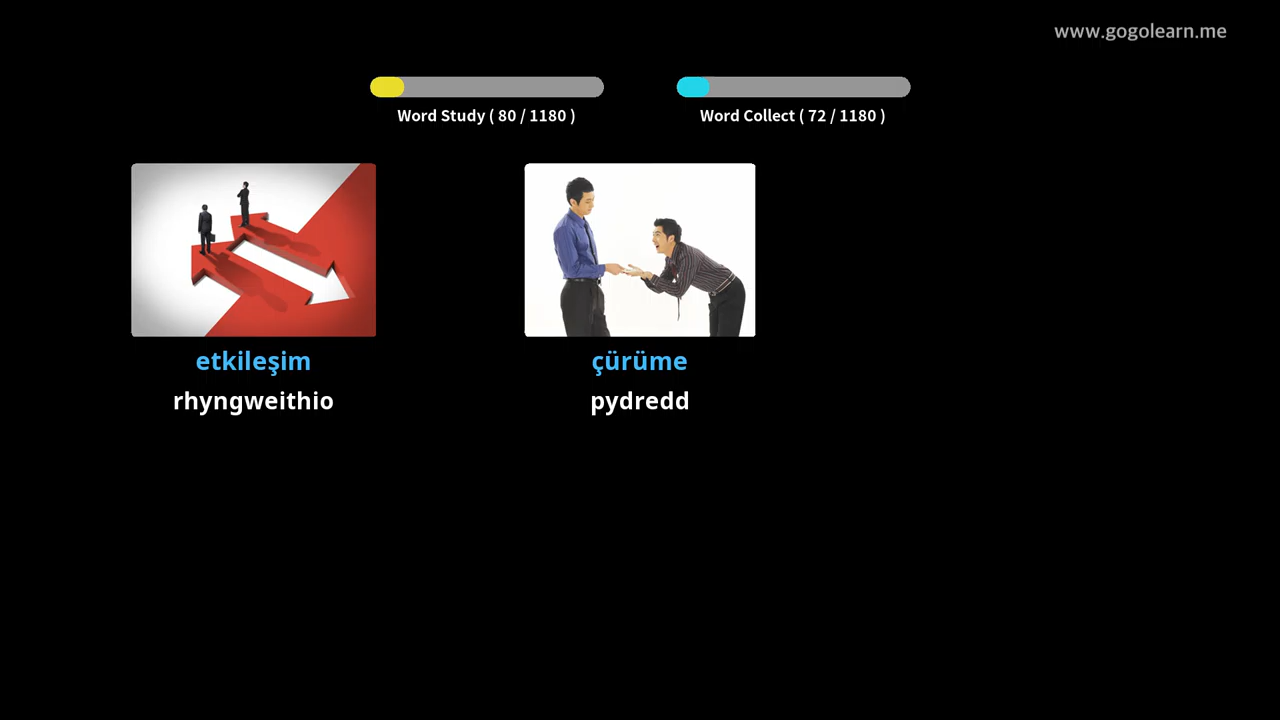 www.gogolearn.me
Word Study ( 80 / 1180 )
Word Collect ( 72 / 1180 )
etkileşim
rhyngweithio
çürüme
pydredd